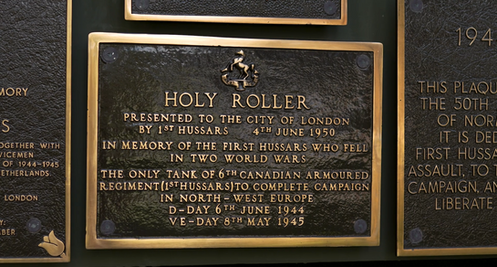 MORY
S
OGETHER WITH
VICEMEN
OF 1944-1945
ETHERLANDS.
LONDON
Y.
BER
HOLY ROLLER
PRESENTED TO THE CITY OF LONDON
BY 1ST HUSSARS 4TH JUNE 1950
IN MEMORY OF THE FIRST HUSSARS WHO FELL
IN TWO WORLD WARS
THE ONLY TANK OF 6TH CANADIAN ARMOURED
REGIMENT (1ST HUSSARS) TO COMPLETE CAMPAIGN
IN NORTH-WEST EUROPE
D-DAY 6TH JUNE 1944
VE-DAY 8TH MAY 1945
194
THIS PLAQU
THE 50TH
OF NOR
IT IS DE
FIRST HUSSA
ASSAULT, TO T
CAMPAIGN, AN
LIBERATE